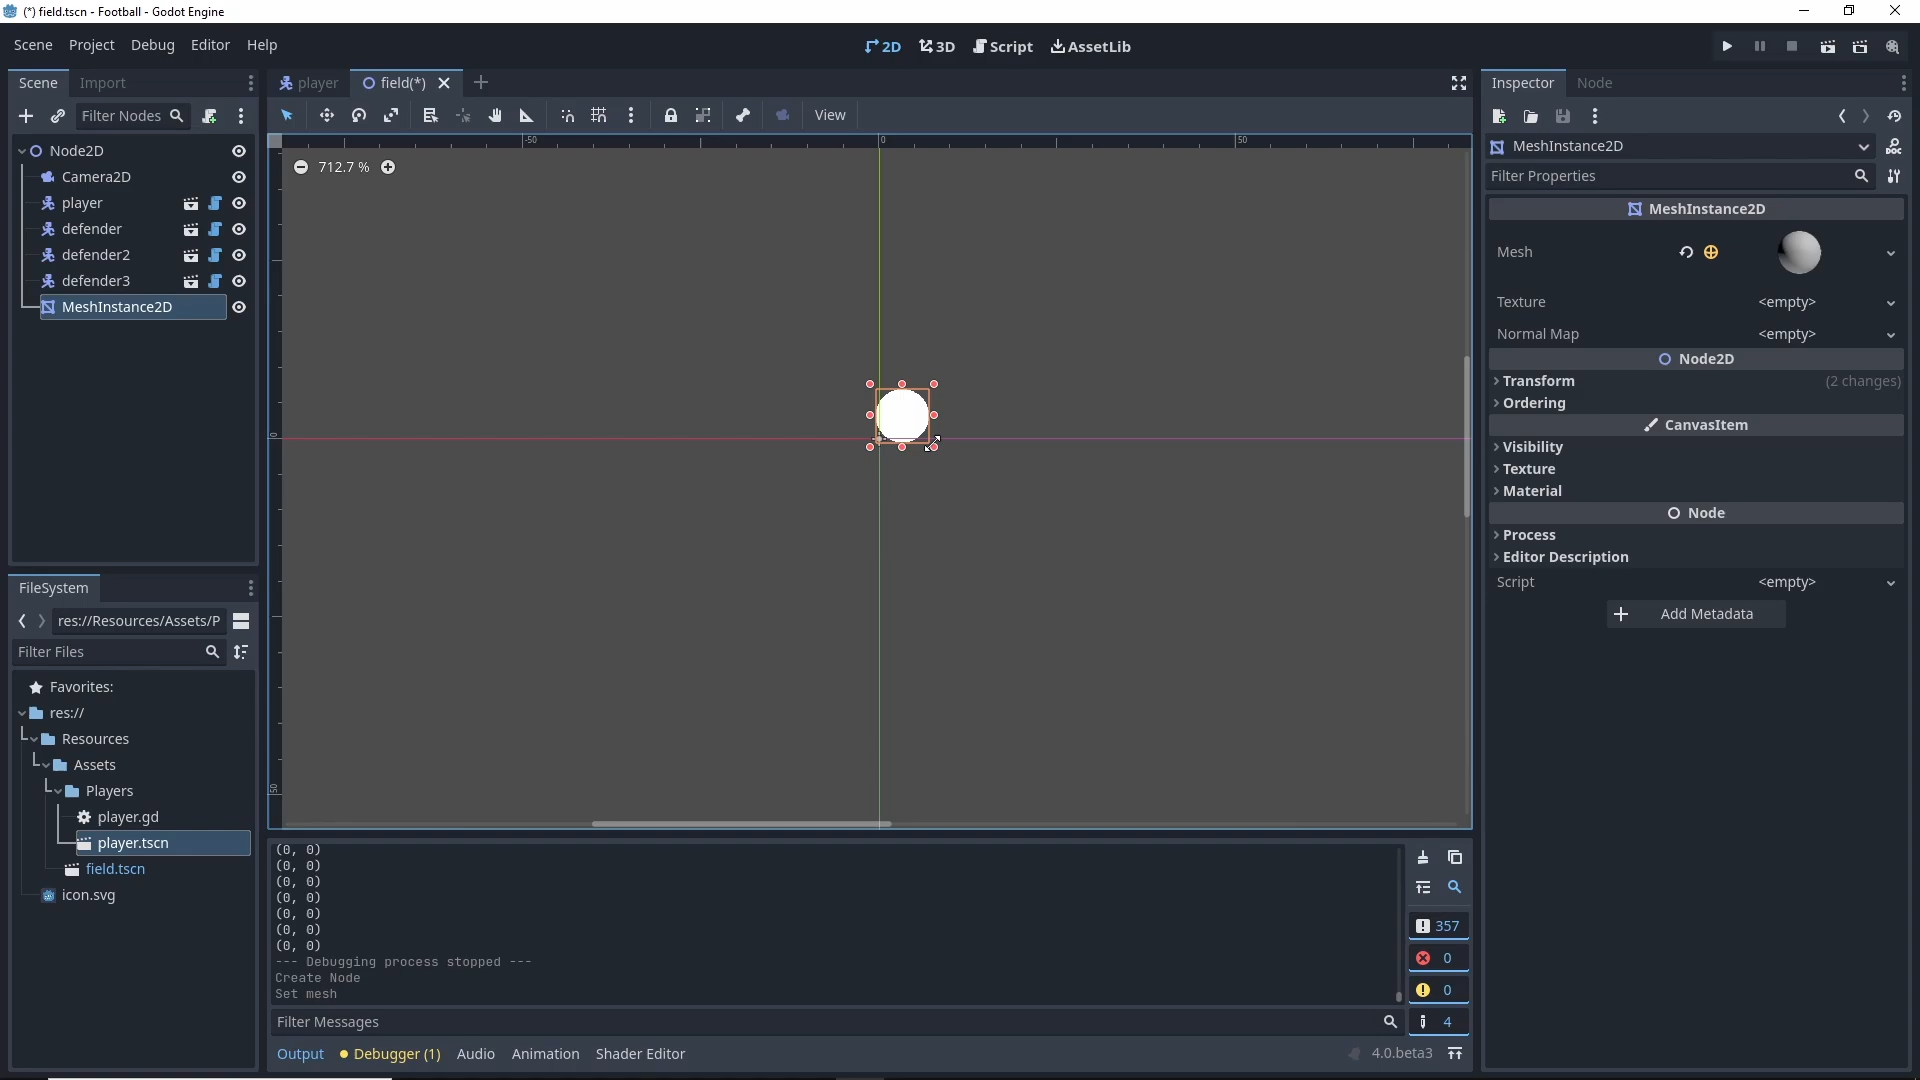 (*) field.tscn - Football - Godot Engine
Scene Project Debug Editor Help
2D 3D Script AssetLib
Scene Import
player field(*)
Inspector Node
Filter Nodes
View
Node2D
Camera2D
player
defender
defender2
defender3
MeshInstance2D
-50 0 50
712.7 %
0
50
MeshInstance2D
DOC
Filter Properties
MeshInstance2D
Mesh
Texture <empty>
Normal Map <empty>
Node2D
Transform (2 changes)
Ordering
CanvasItem
Visibility
Texture
Material
Node
Process
Editor Description
Script <empty>
Add Metadata
FileSystem
res://Resources/Assets/P
Filter Files
Favorites:
res://
Resources
Assets
Players
player.gd
player.tscn
field.tscn
icon.svg
(0, 0)
(0, 0)
(0, 0)
(0, 0)
(0, 0)
(0, 0)
(0, 0)
--- Debugging process stopped ---
Create Node
Set mesh
357
0
0
4
Filter Messages
Output Debugger (1) Audio Animation Shader Editor
4.0.beta3